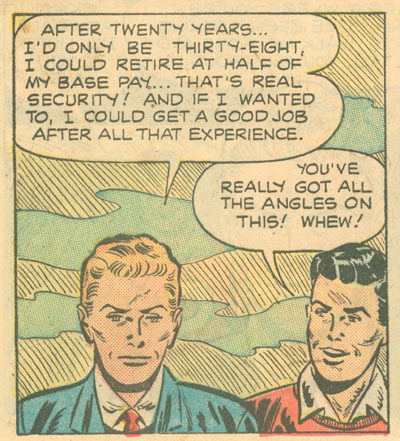 AFTER TWENTY YEARS...
I'D ONLY BE THIRTY-EIGHT,
I COULD RETIRE AT HALF OF
MY BASE PAY... THAT'S REAL
SECURITY! AND IF I WANTED
TO, I COULD GET A GOOD JOB
AFTER ALL THAT EXPERIENCE.
YOU'VE
REALLY GOT ALL
THE ANGLES ON
THIS! WHEW!